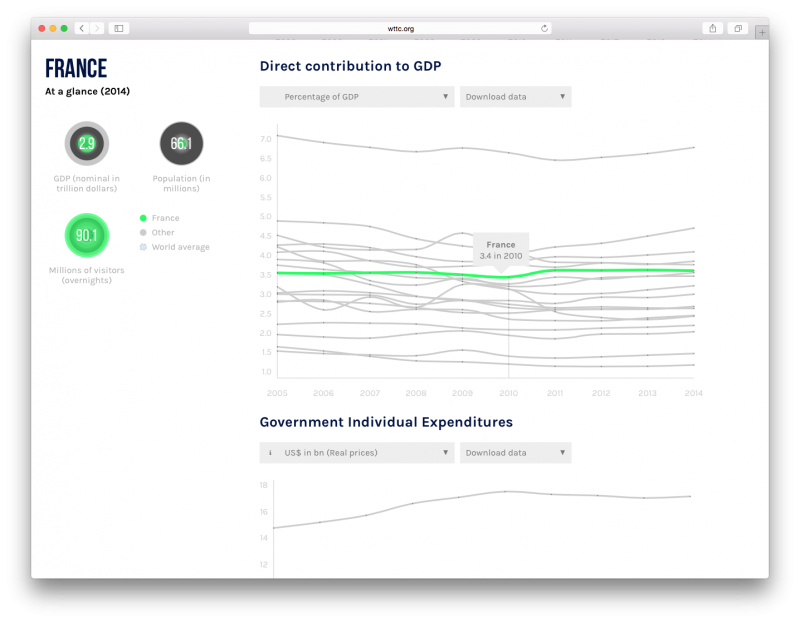 wttc.org
FRANCE
At a glance (2014)
2.9
GDP (nominal in
trillion dollars)
66.1
Population (in
millions)
90.1
Millions of visitors
(overnights)
France
Other
World average
Direct contribution to GDP
Percentage of GDP ▼
Download data ▼
7.0
6.5
6.0
5.5
5.0
4.5
4.0
3.5
3.0
2.5
2.0
1.5
1.0
France
3.4 in 2010
2005 2006 2007 2008 2009 2010 2011 2012 2013 2014
Government Individual Expenditures
i US$ in bn (Real prices) ▼
Download data ▼
18
16
14
12